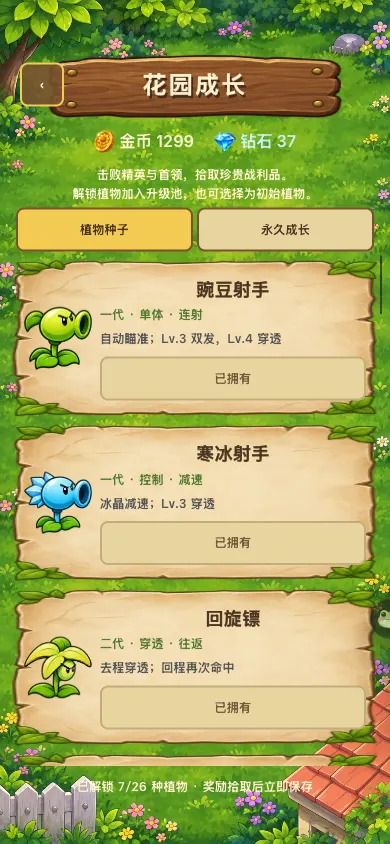 ‹
花园成长
金币 1299 钻石 37
击败精英与首领，拾取珍贵战利品。
解锁植物加入升级池，也可选择为初始植物。
植物种子 永久成长
豌豆射手
一代 · 单体 · 连射
自动瞄准；Lv.3 双发，Lv.4 穿透
已拥有
寒冰射手
一代 · 控制 · 减速
冰晶减速；Lv.3 穿透
已拥有
回旋镖
二代 · 穿透 · 往返
去程穿透；回程再次命中
已拥有
已解锁 7/26 种植物 · 奖励拾取后立即保存